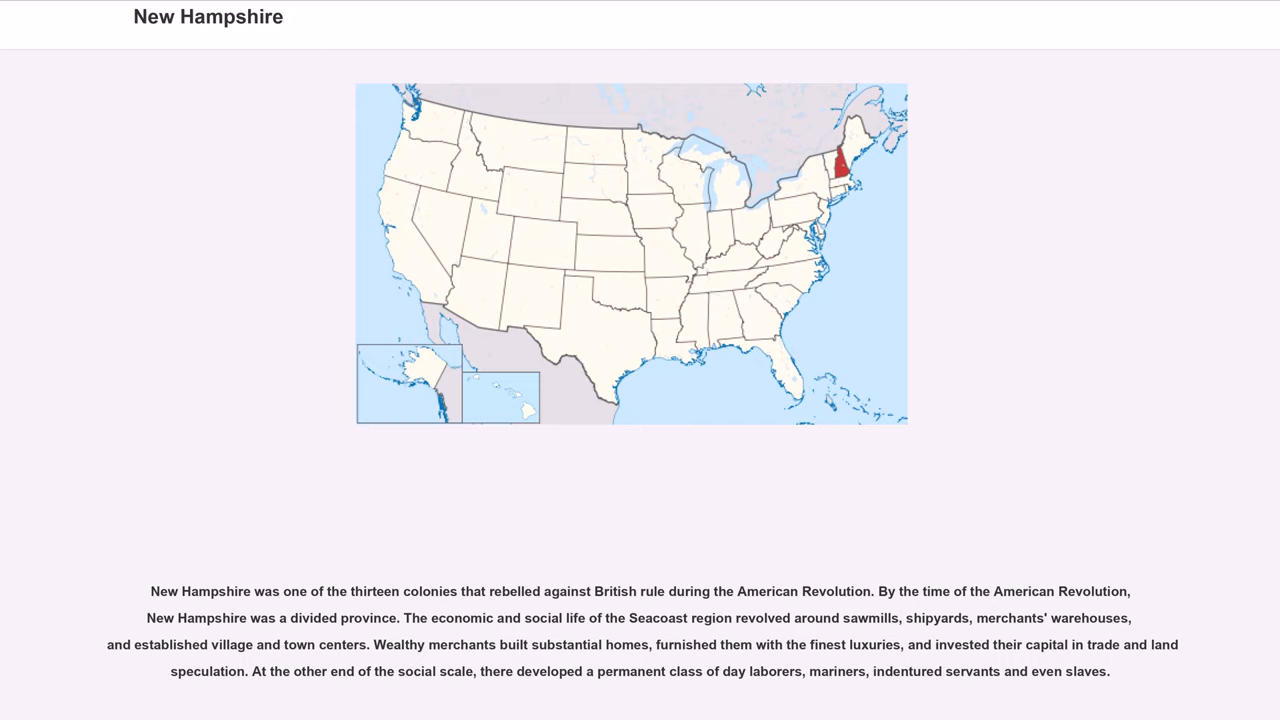 New Hampshire
New Hampshire was one of the thirteen colonies that rebelled against British rule during the American Revolution. By the time of the American Revolution,
New Hampshire was a divided province. The economic and social life of the Seacoast region revolved around sawmills, shipyards, merchants' warehouses,
and established village and town centers. Wealthy merchants built substantial homes, furnished them with the finest luxuries, and invested their capital in trade and land
speculation. At the other end of the social scale, there developed a permanent class of day laborers, mariners, indentured servants and even slaves.